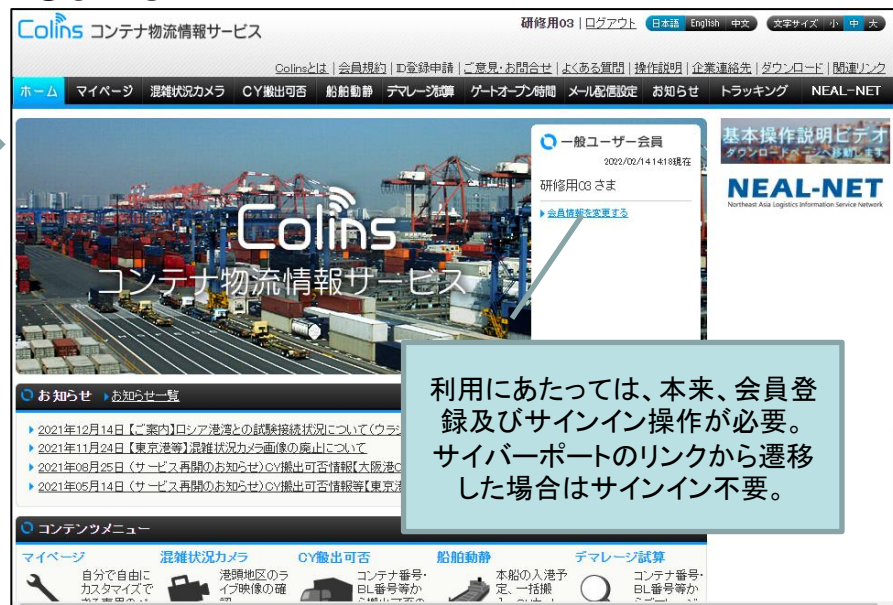 Colins コンテナ物流情報サービス
研修用03 | ログアウト 日本語 English 中文 文字サイズ 小 中 大
Colinsとは | 会員規約 | ID登録申請 | ご意見・お問合せ | よくある質問 | 操作説明 | 企業連絡先 | ダウンロード | 関連リンク
ホーム マイページ 混雑状況カメラ CY搬出可否 船舶動静 デマレージ試算 ゲートオープン時間 メール配信設定 お知らせ トラッキング NEAL-NET
Colins
コンテナ物流情報サービス
一般ユーザー会員
2022/02/14 14:18現在
研修用03 さま
会員情報を変更する
基本操作説明ビデオ
ダウンロードページへ移動します
NEAL-NET
Northeast Asia Logistics Information Service Network
利用にあたっては、本来、会員登
録及びサインイン操作が必要。
サイバーポートのリンクから遷移
した場合はサインイン不要。
お知らせ お知らせ一覧
2021年12月14日 【ご案内】ロシア港湾との試験接続状況について(ウラジ
2021年11月24日 【東京港等】混雑状況カメラ画像の廃止について
2021年08月25日 (サービス再開のお知らせ)CY搬出可否情報【大阪港
2021年05月14日 (サービス再開のお知らせ)CY搬出可否情報等【東京港
コンテンツメニュー
マイページ
自分で自由に
カスタマイズで
混雑状況カメラ
港頭地区のラ
イブ映像の確
CY搬出可否
コンテナ番号・
BL番号等か
船舶動静
本船の入港予
定、一括搬
デマレージ試算
コンテナ番号・
BL番号等か